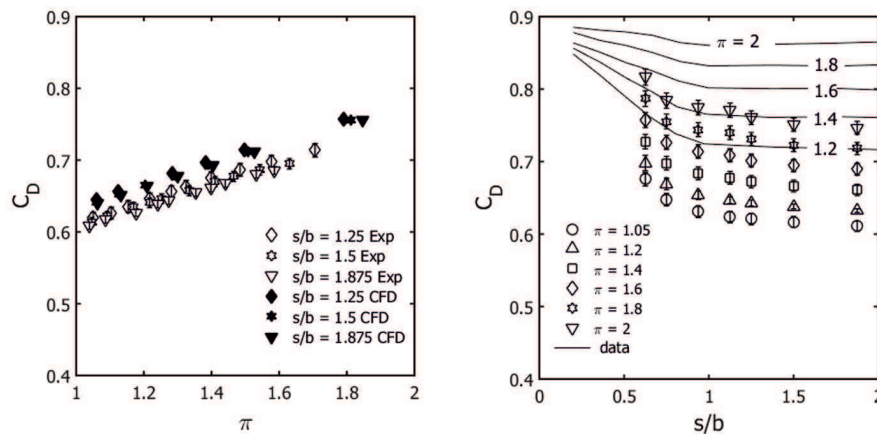 0.9
0.8
0.7
0.6
0.5
0.4
C_D
1
1.2
1.4
1.6
1.8
2
π
s/b = 1.25 Exp
s/b = 1.5 Exp
s/b = 1.875 Exp
s/b = 1.25 CFD
s/b = 1.5 CFD
s/b = 1.875 CFD
0.9
0.8
0.7
0.6
0.5
0.4
C_D
0
0.5
1
1.5
2
s/b
π = 2
1.8
1.6
1.4
1.2
π = 1.05
π = 1.2
π = 1.4
π = 1.6
π = 1.8
π = 2
data